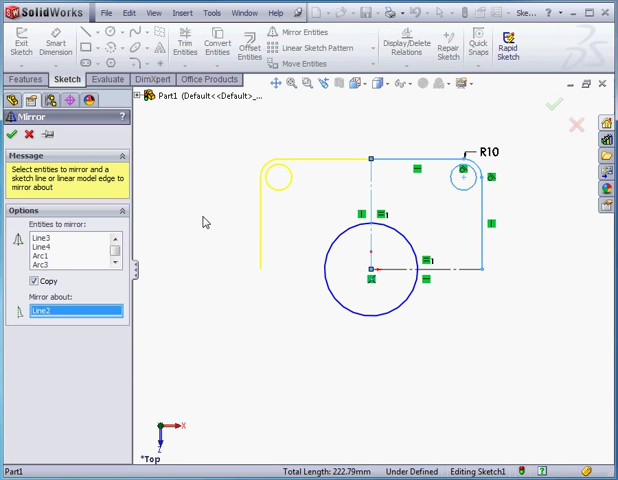 SolidWorks File Edit View Insert Tools Window Help Ske...
Exit Sketch
Smart Dimension
Trim Entities
Convert Entities
Offset Entities
Mirror Entities
Linear Sketch Pattern
Move Entities
Display/Delete Relations
Repair Sketch
Quick Snaps
Rapid Sketch
Features Sketch Evaluate DimXpert Office Products
Part1 (Default<<Default>_...
Mirror ?
Message
Select entities to mirror and a
sketch line or linear model edge to
mirror about
Options
Entities to mirror:
Line3
Line4
Arc1
Arc3
Copy
Mirror about:
Line2
R10
1
1
X
Z
*Top
Part1 Total Length: 222.79mm Under Defined Editing Sketch1 ?